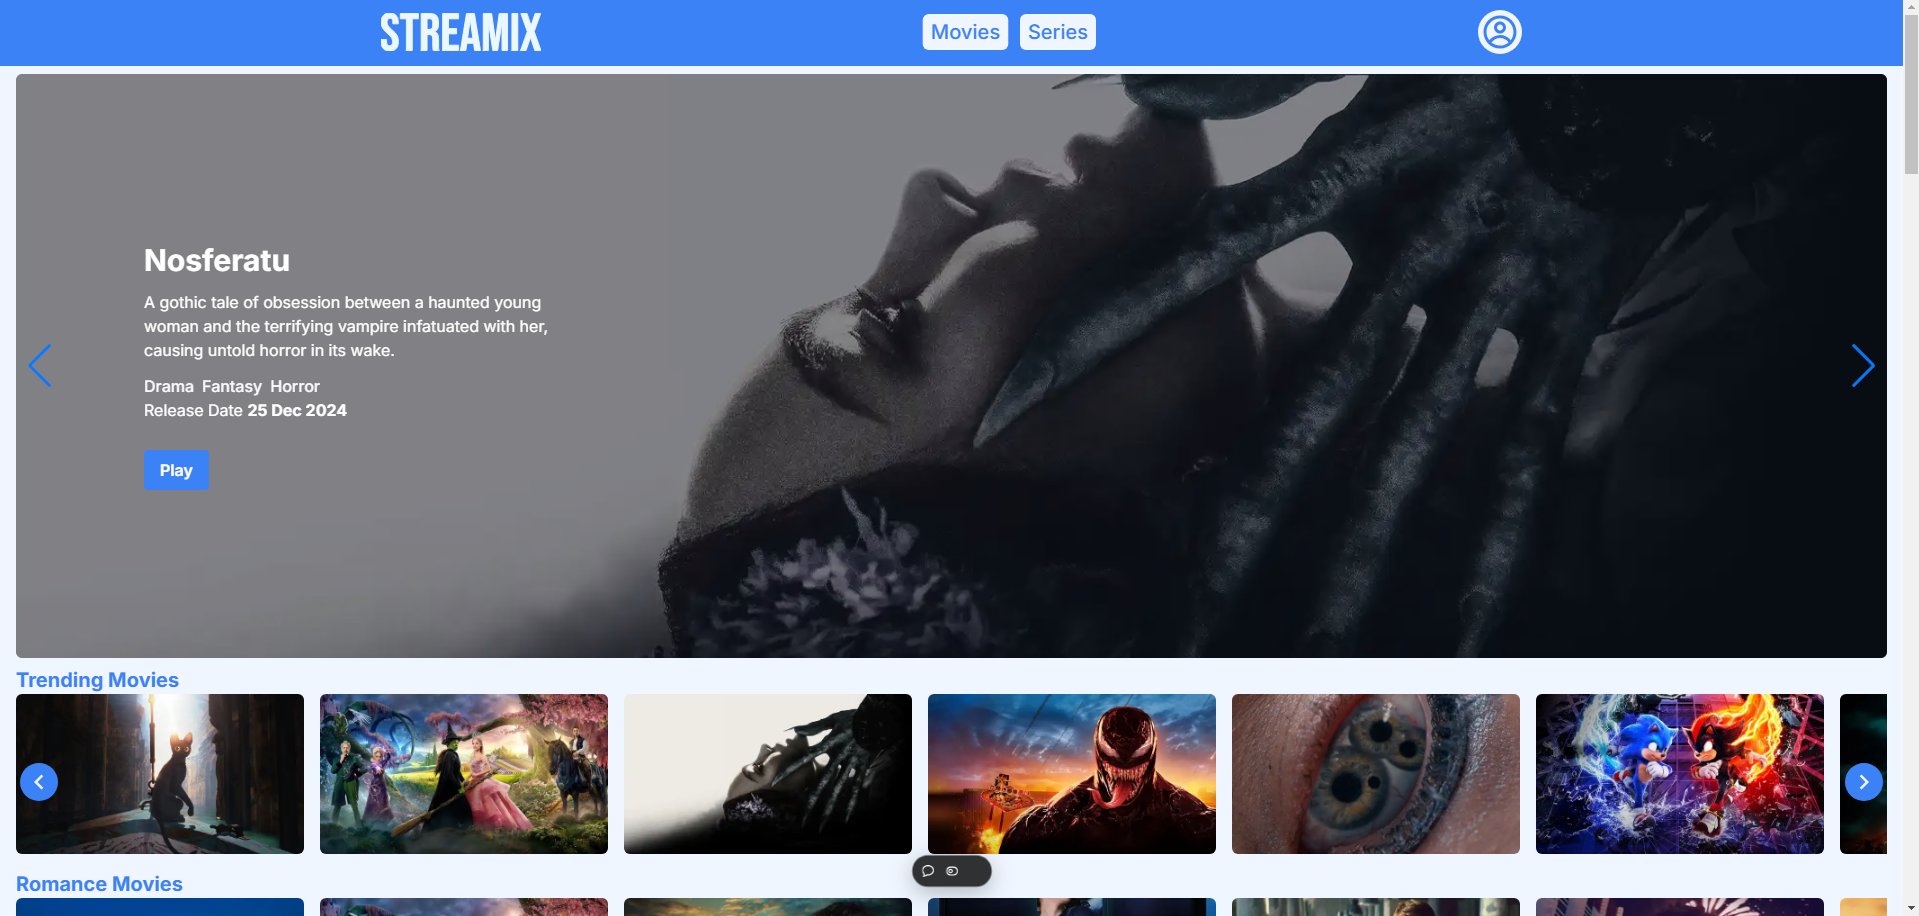 STREAMIX
Movies
Series
Nosferatu
A gothic tale of obsession between a haunted young
woman and the terrifying vampire infatuated with her,
causing untold horror in its wake.
Drama Fantasy Horror
Release Date 25 Dec 2024
Play
Trending Movies
Romance Movies